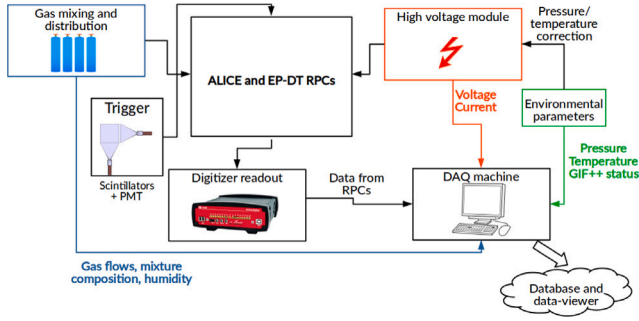 Gas mixing and
distribution
High voltage module
Pressure/
temperature
correction
ALICE and EP-DT RPCs
Trigger
Voltage
Current
Environmental
parameters
Scintillators
+ PMT
Digitizer readout
Data from
RPCs
DAQ machine
Pressure
Temperature
GIF++ status
Gas flows, mixture
composition, humidity
Database and
data-viewer